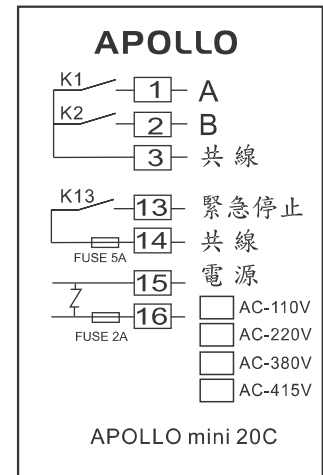 APOLLO
K1 1 A
K2 2 B
3 共線
K13 13 緊急停止
14 共線
FUSE 5A
15 電源
16
FUSE 2A
AC-110V
AC-220V
AC-380V
AC-415V
APOLLO mini 20C